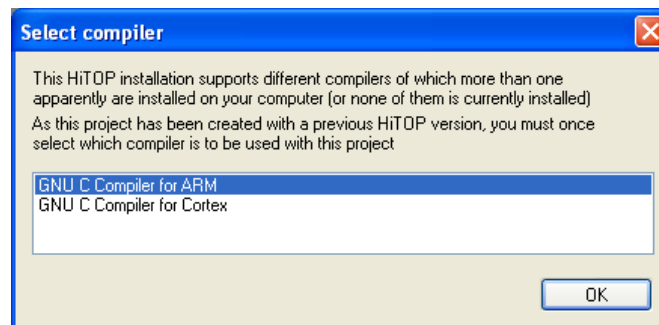 Select compiler
This HiTOP installation supports different compilers of which more than one
apparently are installed on your computer (or none of them is currently installed)
As this project has been created with a previous HiTOP version, you must once
select which compiler is to be used with this project
GNU C Compiler for ARM
GNU C Compiler for Cortex
OK